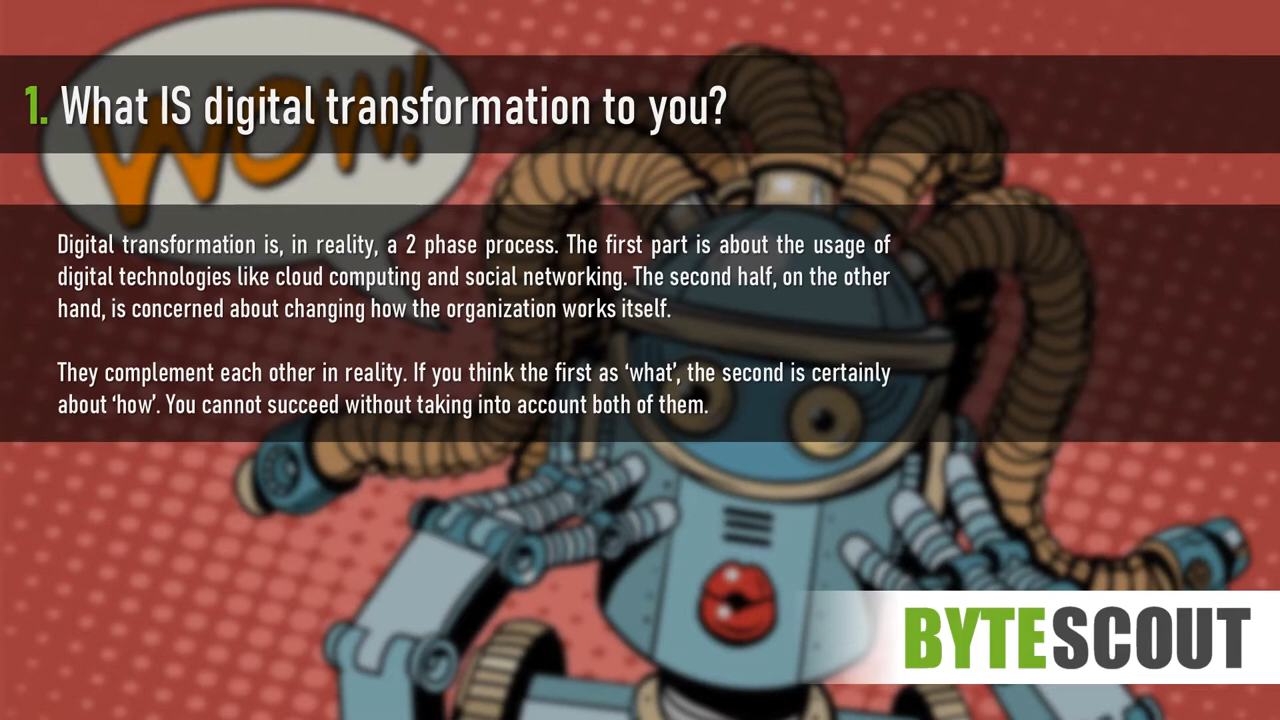 WOW!
1. What IS digital transformation to you?
Digital transformation is, in reality, a 2 phase process. The first part is about the usage of
digital technologies like cloud computing and social networking. The second half, on the other
hand, is concerned about changing how the organization works itself.
They complement each other in reality. If you think the first as ‘what’, the second is certainly
about ‘how’. You cannot succeed without taking into account both of them.
BYTESCOUT